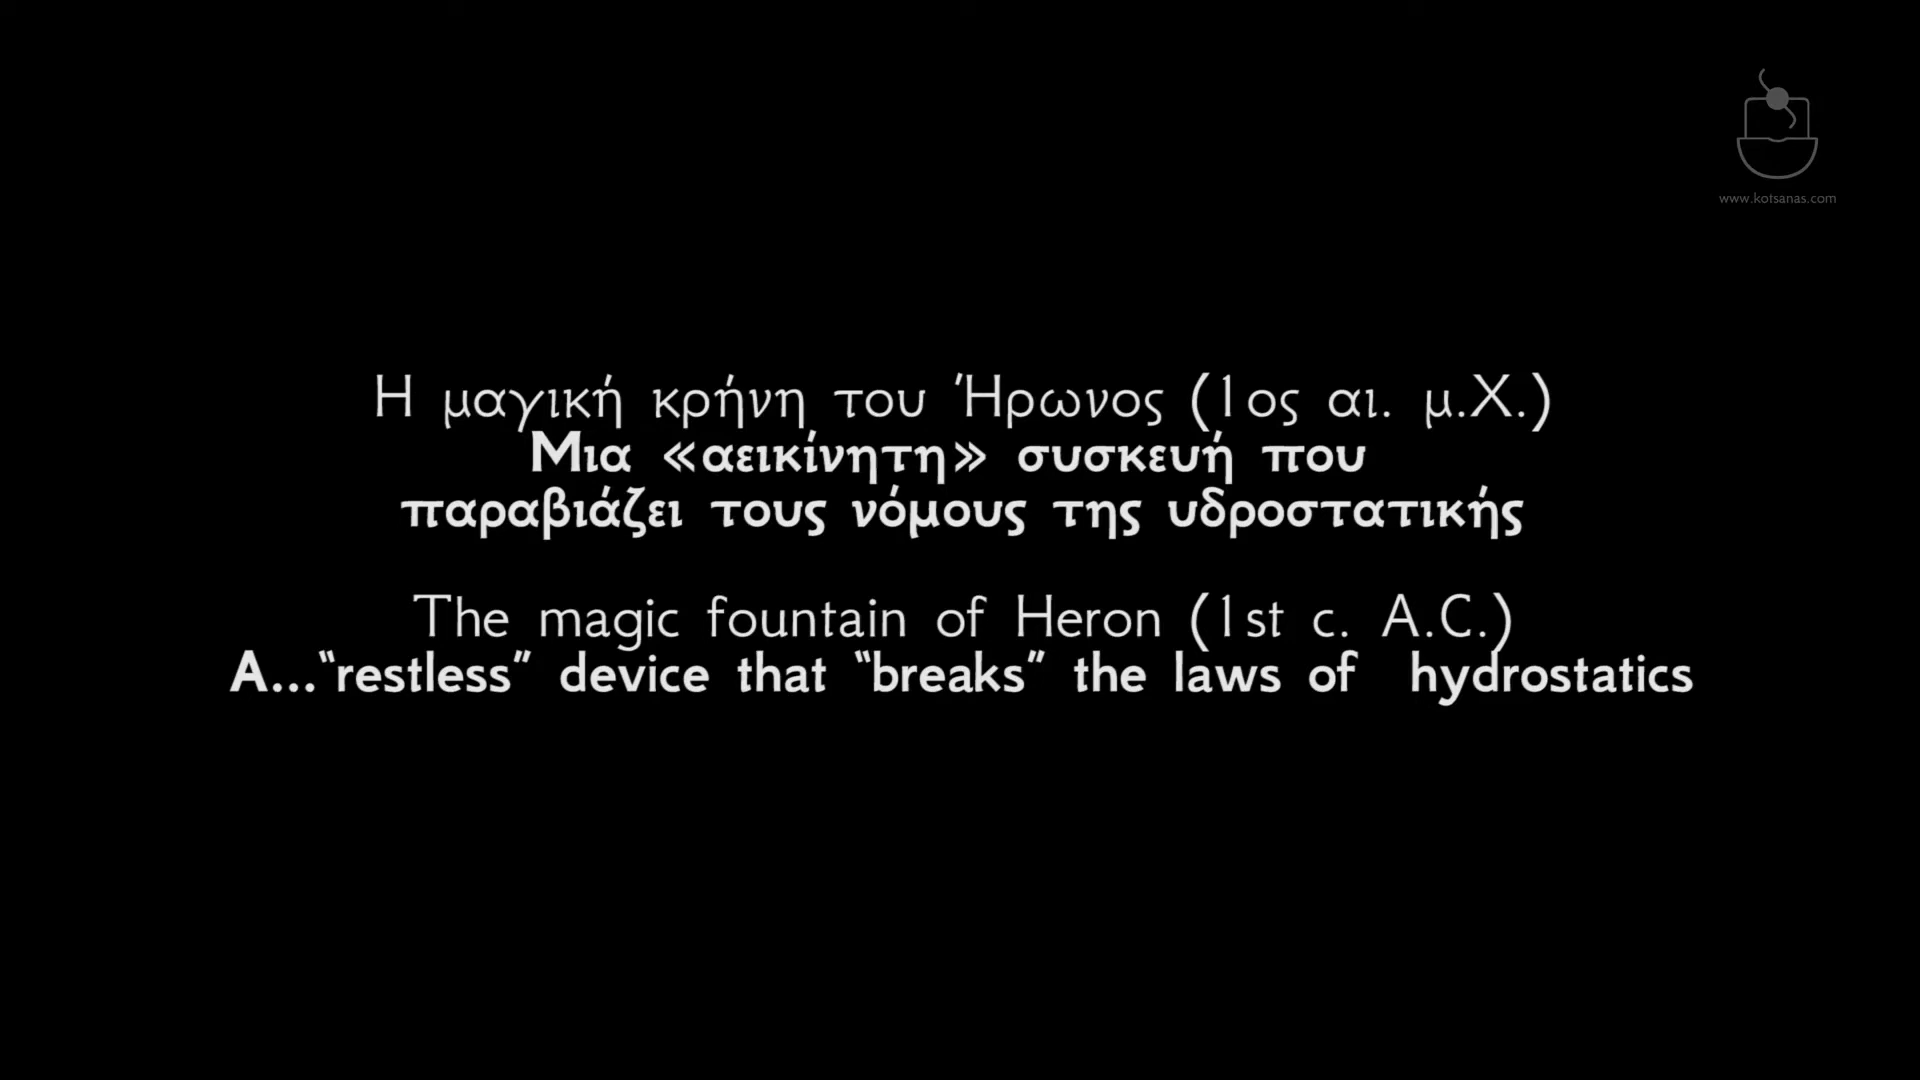 www.kotsanas.com
Η μαγική κρήνη του Ήρωνος (1ος αι. μ.Χ.)
Μια «αεικίνητη» συσκευή που
παραβιάζει τους νόμους της υδροστατικής
The magic fountain of Heron (1st c. A.C.)
A..."restless" device that "breaks" the laws of hydrostatics